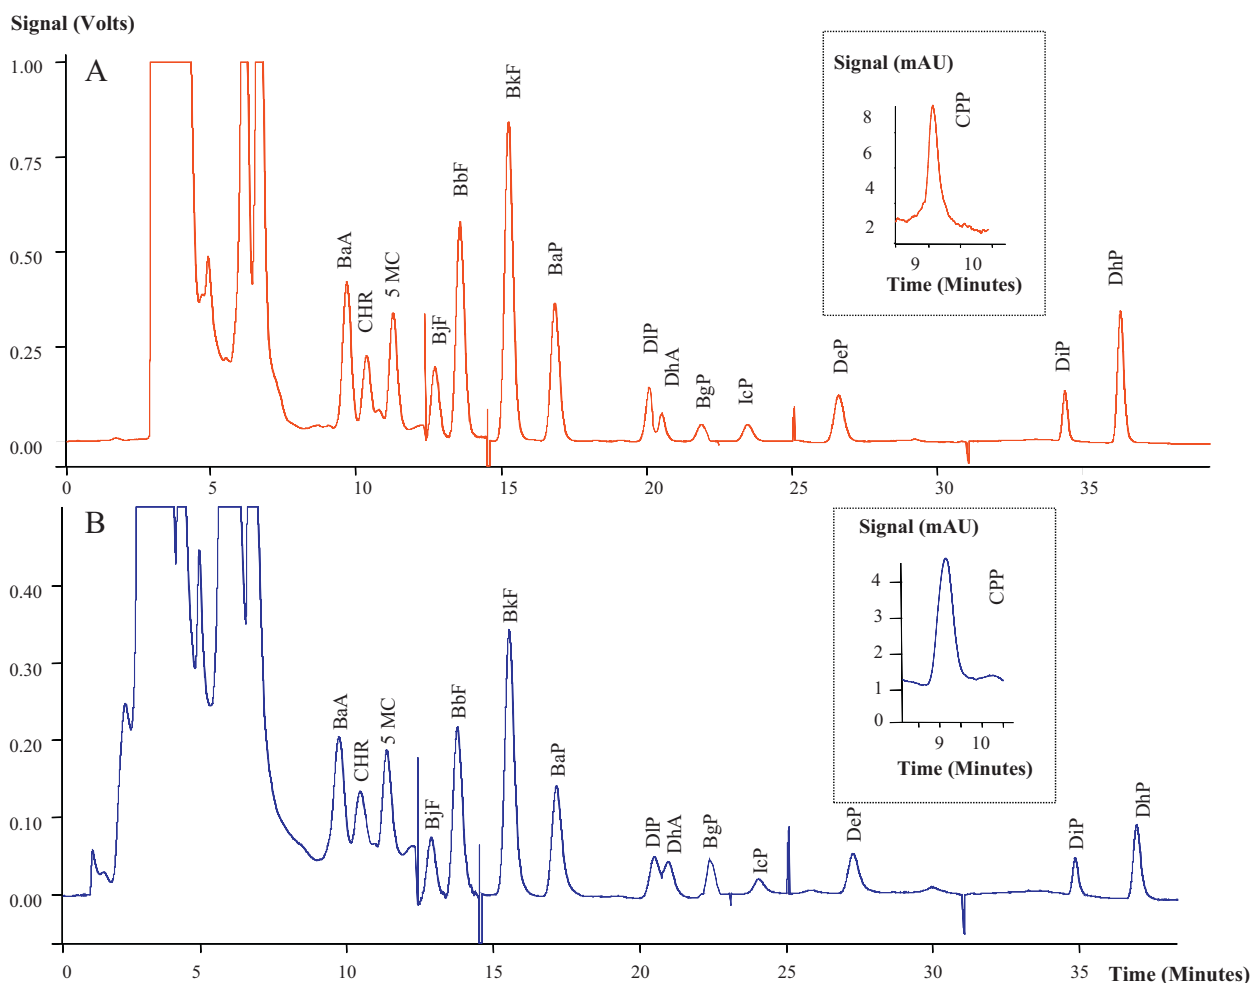 Signal (Volts)
A
1.00
0.75
0.50
0.25
0.00
BaA
CHR
5 MC
BjF
BbF
BkF
BaP
DlP
DhA
BgP
IcP
DeP
DiP
DhP
Signal (mAU)
CPP
8
6
4
2
9 10
Time (Minutes)
0 5 10 15 20 25 30 35
B
0.40
0.30
0.20
0.10
0.00
BaA
CHR
5 MC
BjF
BbF
BkF
BaP
DlP
DhA
BgP
IcP
DeP
DiP
DhP
Signal (mAU)
CPP
4
3
2
1
0
9 10
Time (Minutes)
0 5 10 15 20 25 30 35 Time (Minutes)